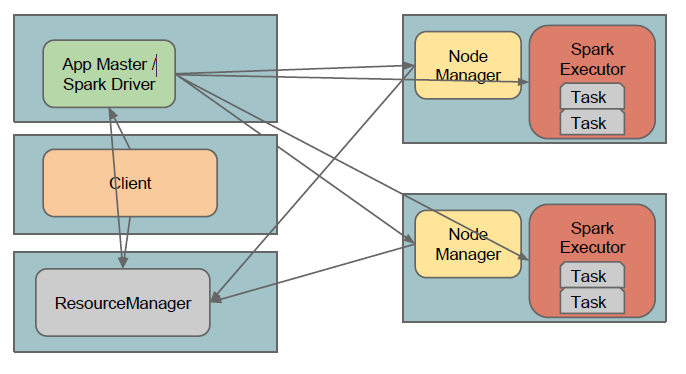 App Master /
Spark Driver
Client
ResourceManager
Node
Manager
Spark
Executor
Task
Task
Node
Manager
Spark
Executor
Task
Task